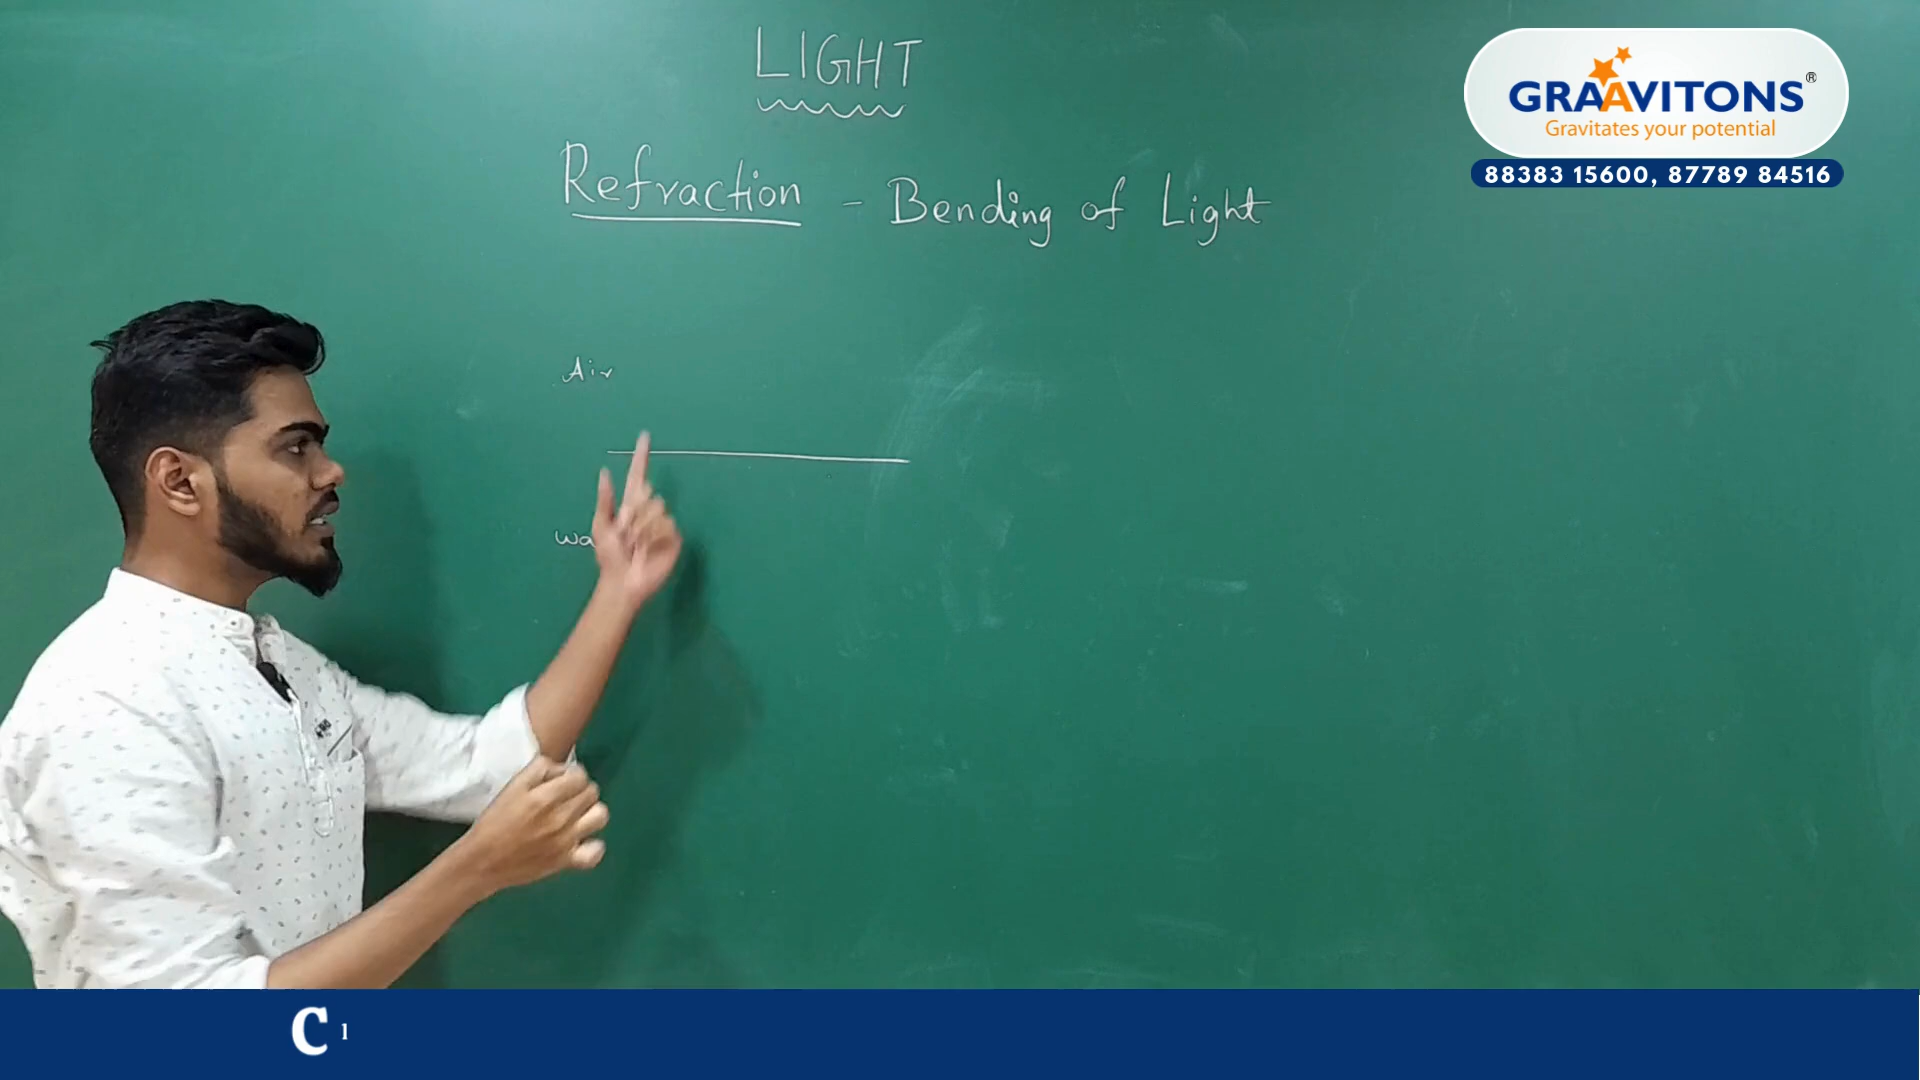 LIGHT
GRAAVITONS®
Gravitates your potential
88383 15600, 87789 84516
Refraction - Bending of Light
Air
C